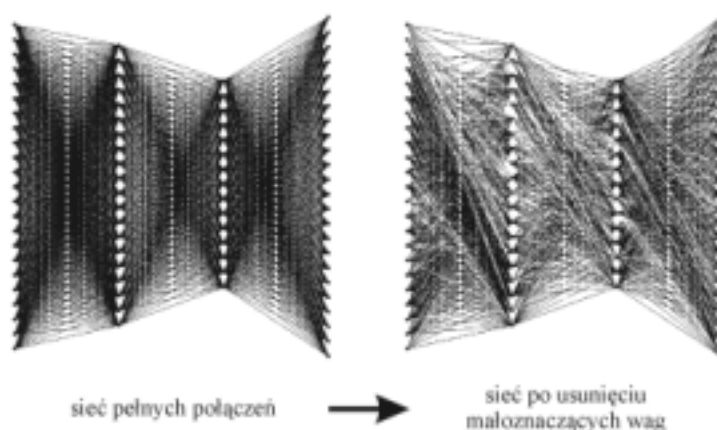 sieć pełnych połączeń
sieć po usunięciu
małoznaczących wag